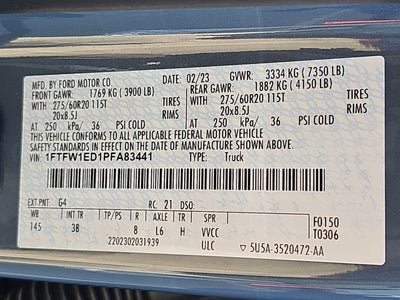 MFD. BY FORD MOTOR CO. 02/23 GVWR: 3334 KG (7350 LB)
FRONT GAWR: 1769 KG (3900 LB) REAR GAWR: 1882 KG (4150 LB)
WITH 275/60R20 115T TIRES WITH 275/60R20 115T TIRES
20x8.5J RIMS 20x8.5J RIMS
AT 250 kPa/ 36 PSI COLD AT 250 kPa/ 36 PSI COLD
THIS VEHICLE CONFORMS TO ALL APPLICABLE FEDERAL MOTOR VEHICLE
SAFETY STANDARDS IN EFFECT ON THE DATE OF MANUFACTURE SHOWN ABOVE.
VIN: 1FTFW1ED1PFA83441 TYPE: Truck
EXT PNT: G4 RC: 21 DSO:
WB INT TR TP/PS R AXLE TR SPR F0150
145 3B 8 L6 H VVCC T0306
2202302031939 ULC ▽ 5U5A-3520472-AA